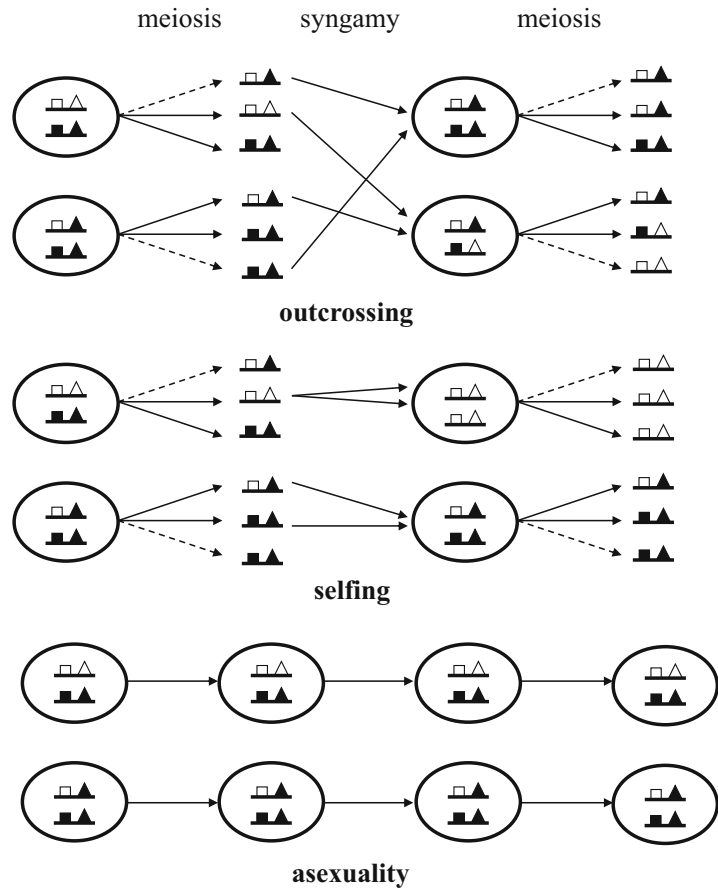 meiosis syngamy meiosis
outcrossing
selfing
asexuality